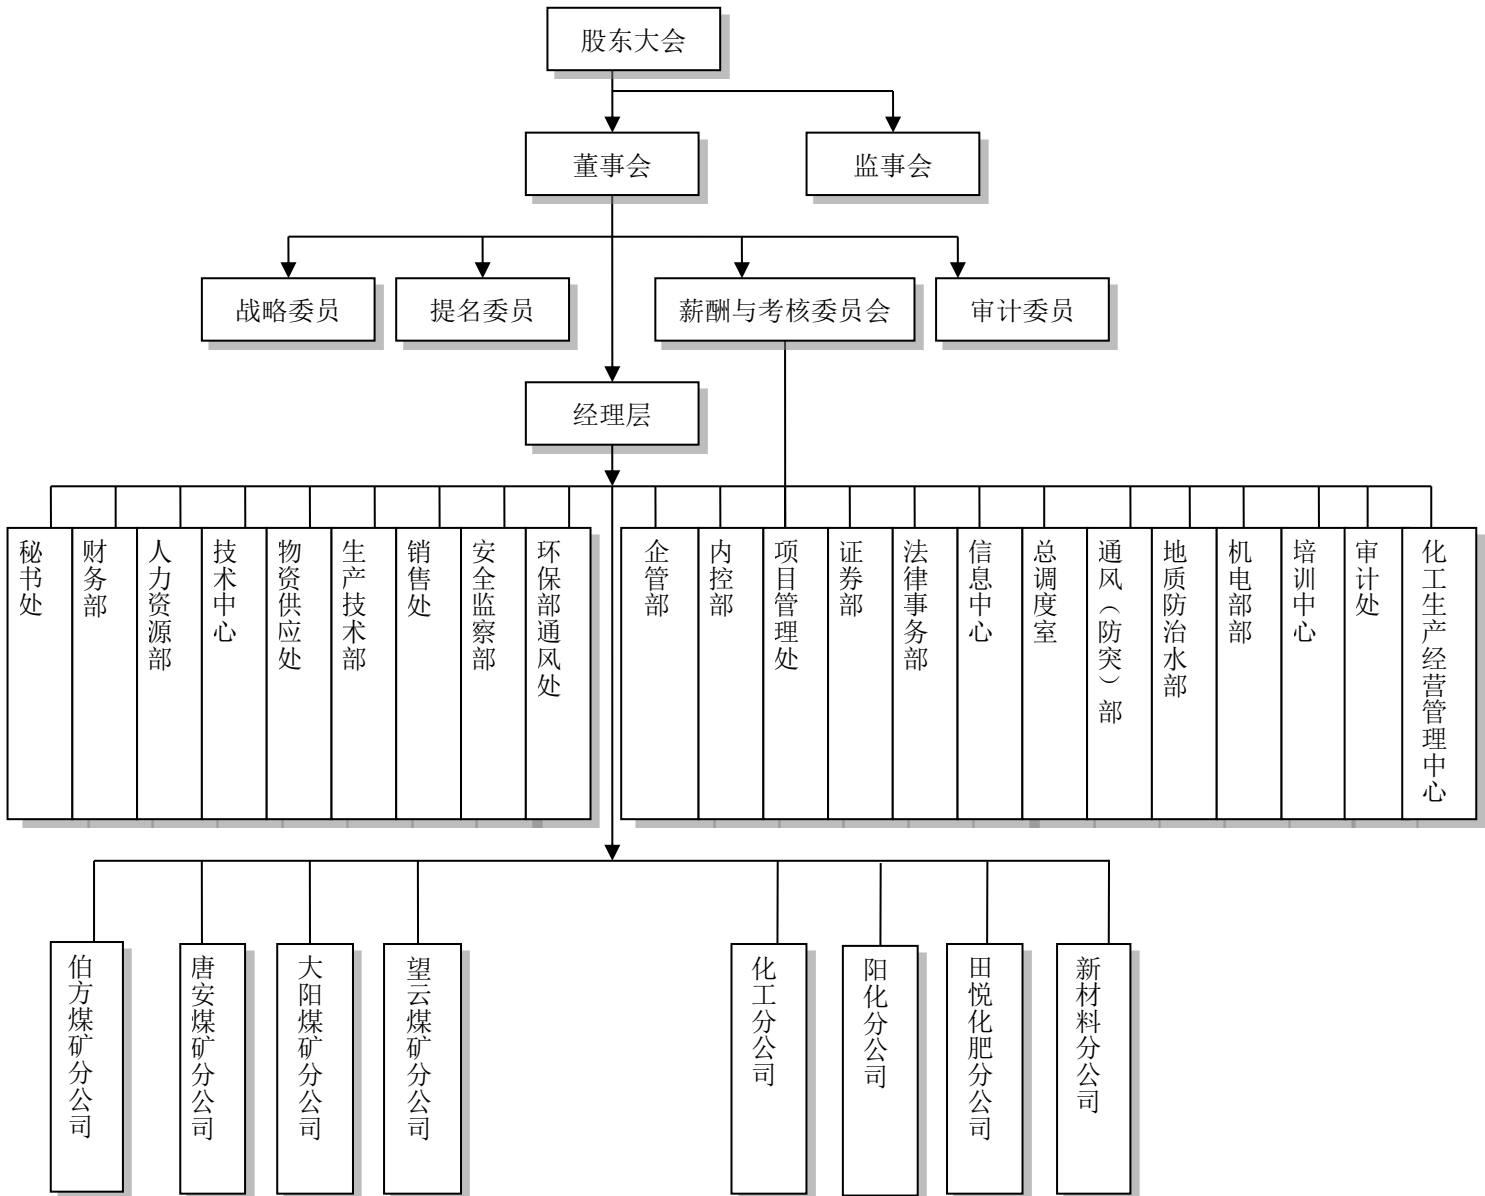 股东大会
董事会
监事会
战略委员
提名委员
薪酬与考核委员会
审计委员
经理层
秘书处
财务部
人力资源部
技术中心
物资供应处
生产技术部
销售处
安全监察部
环保部通风处
企管部
内控部
项目管理处
证券部
法律事务部
信息中心
总调度室
通风（防突）部
地质防治水部
机电部部
培训中心
审计处
化工生产经营管理中心
伯方煤矿分公司
唐安煤矿分公司
大阳煤矿分公司
望云煤矿分公司
化工分公司
阳化分公司
田悦化肥分公司
新材料分公司